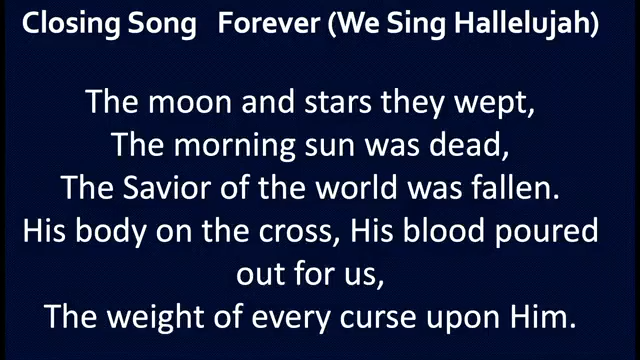 Closing Song Forever (We Sing Hallelujah)
The moon and stars they wept,
The morning sun was dead,
The Savior of the world was fallen.
His body on the cross, His blood poured
out for us,
The weight of every curse upon Him.